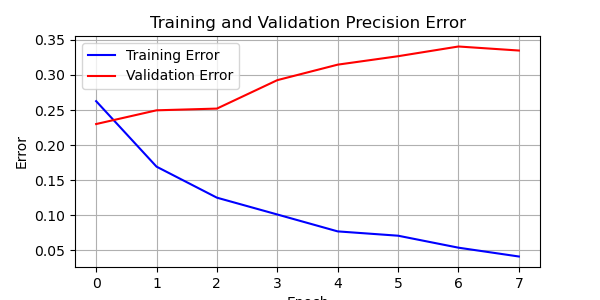 Training and Validation Precision Error
0.35
0.30
0.25
0.20
0.15
0.10
0.05
Error
Training Error
Validation Error
0 1 2 3 4 5 6 7
Epoch